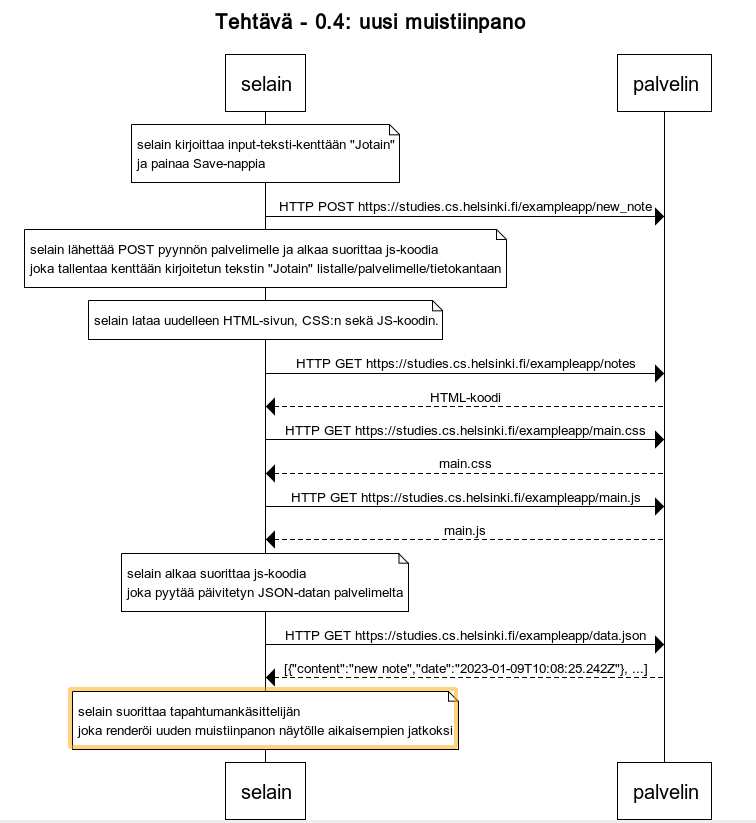 Tehtävä - 0.4: uusi muistiinpano
selain palvelin
selain kirjoittaa input-teksti-kenttään "Jotain"
ja painaa Save-nappia
HTTP POST https://studies.cs.helsinki.fi/exampleapp/new_note
selain lähettää POST pyynnön palvelimelle ja alkaa suorittaa js-koodia
joka tallentaa kenttään kirjoitetun tekstin "Jotain" listalle/palvelimelle/tietokantaan
selain lataa uudelleen HTML-sivun, CSS:n sekä JS-koodin.
HTTP GET https://studies.cs.helsinki.fi/exampleapp/notes
HTML-koodi
HTTP GET https://studies.cs.helsinki.fi/exampleapp/main.css
main.css
HTTP GET https://studies.cs.helsinki.fi/exampleapp/main.js
main.js
selain alkaa suorittaa js-koodia
joka pyytää päivitetyn JSON-datan palvelimelta
HTTP GET https://studies.cs.helsinki.fi/exampleapp/data.json
[{"content":"new note","date":"2023-01-09T10:08:25.242Z"}, ...]
selain suorittaa tapahtumankäsittelijän
joka renderöi uuden muistiinpanon näytölle aikaisempien jatkoksi
selain palvelin